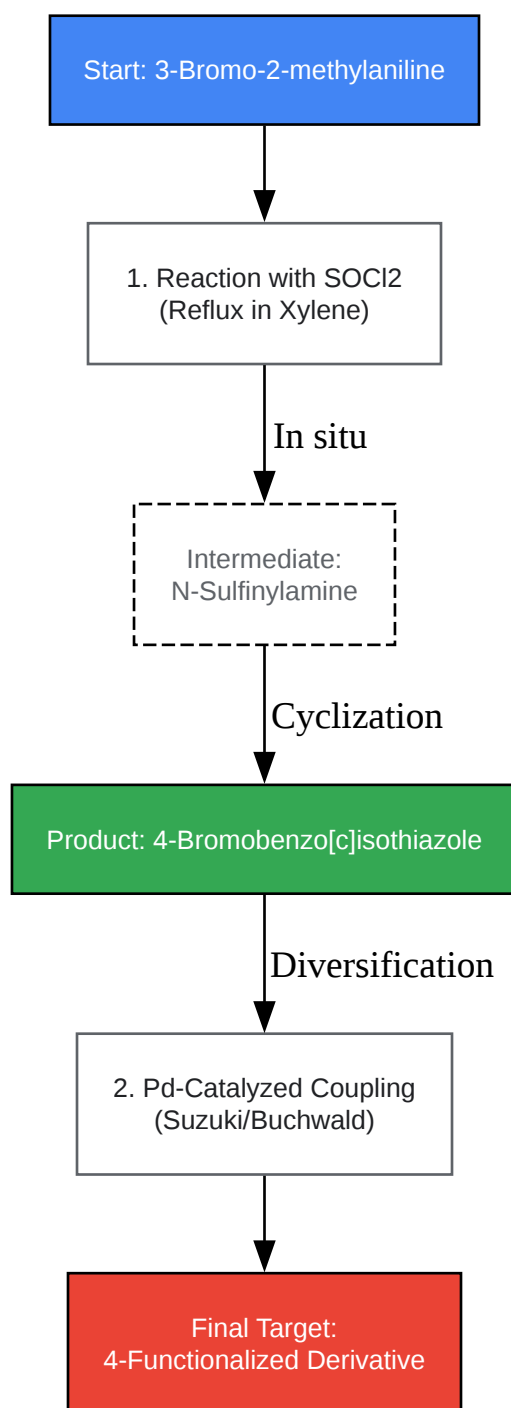 Start: 3-Bromo-2-methylaniline
1. Reaction with SOCl2
(Reflux in Xylene)
In situ
Intermediate:
N-Sulfinylamine
Cyclization
Product: 4-Bromobenzo[c]isothiazole
Diversification
2. Pd-Catalyzed Coupling
(Suzuki/Buchwald)
Final Target:
4-Functionalized Derivative